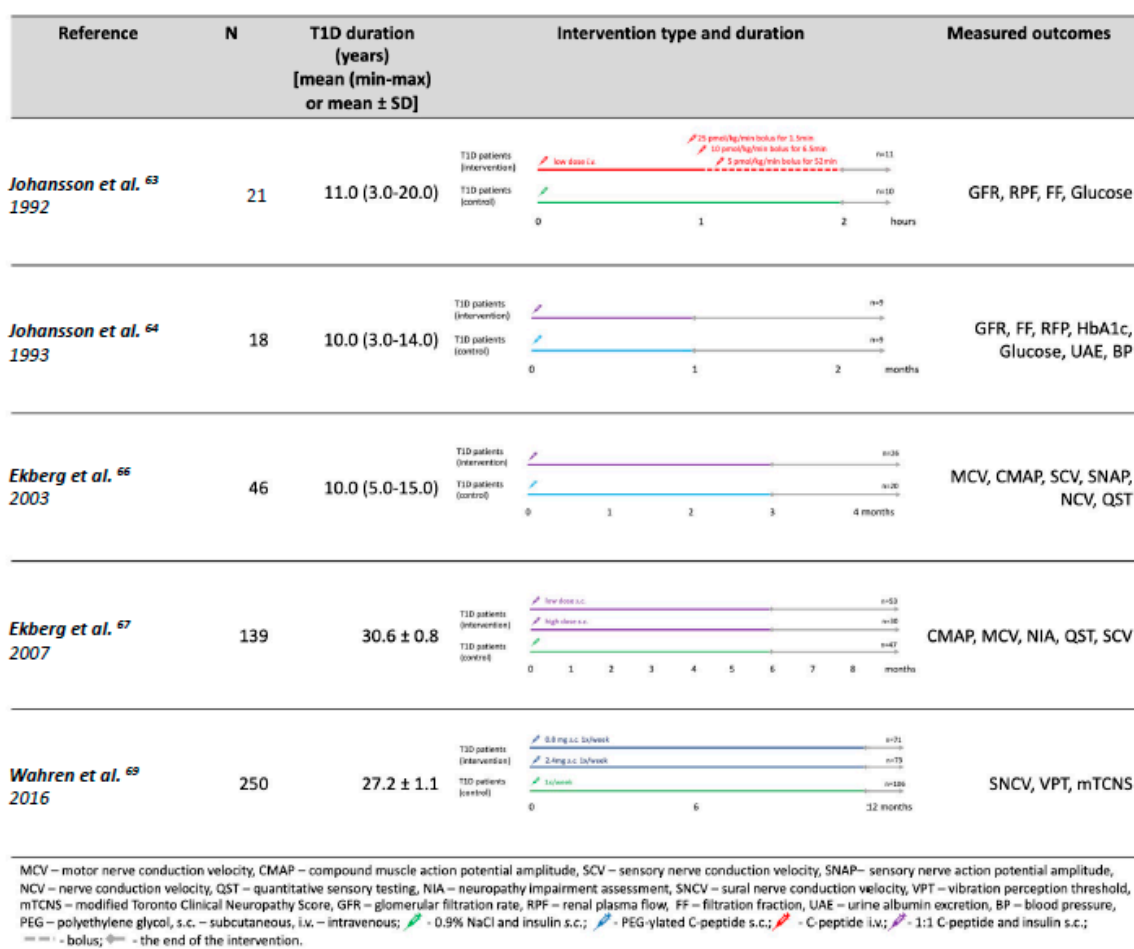 Reference N T1D duration Intervention type and duration Measured outcomes
(years)
[mean (min-max)
or mean ± SD]
Johansson et al. 63
1992
21
11.0 (3.0-20.0)
25 pmol/kg/min bolus for 1.5min
10 pmol/kg/min bolus for 6.5min
5 pmol/kg/min bolus for 52min
T1D patients
(intervention)
low dose i.v.
n=11
T1D patients
(control)
n=10
0 1 2 hours
GFR, RPF, FF, Glucose
Johansson et al. 64
1993
18
10.0 (3.0-14.0)
T1D patients
(intervention)
n=9
T1D patients
(control)
n=9
0 1 2 months
GFR, FF, RFP, HbA1c,
Glucose, UAE, BP
Ekberg et al. 66
2003
46
10.0 (5.0-15.0)
T1D patients
(intervention)
n=26
T1D patients
(control)
n=20
0 1 2 3 4 months
MCV, CMAP, SCV, SNAP,
NCV, QST
Ekberg et al. 67
2007
139
30.6 ± 0.8
low dose s.c.
n=53
T1D patients
(intervention)
high dose s.c.
T1D patients
(control)
n=47
0 1 2 3 4 5 6 7 8 months
CMAP, MCV, NIA, QST, SCV
Wahren et al. 69
2016
250
27.2 ± 1.1
0.8 mg s.c. 1x/week
n=71
T1D patients
(intervention)
2.4mg s.c. 1x/week
n=73
T1D patients
(control)
1x/week
n=106
0 6 12 months
SNCV, VPT, mTCNS
MCV – motor nerve conduction velocity, CMAP – compound muscle action potential amplitude, SCV – sensory nerve conduction velocity, SNAP– sensory nerve action potential amplitude,
NCV – nerve conduction velocity, QST – quantitative sensory testing, NIA – neuropathy impairment assessment, SNCV – sural nerve conduction velocity, VPT – vibration perception threshold,
mTCNS – modified Toronto Clinical Neuropathy Score, GFR – glomerular filtration rate, RPF – renal plasma flow, FF – filtration fraction, UAE – urine albumin excretion, BP – blood pressure,
PEG – polyethylene glycol, s.c. – subcutaneous, i.v. – intravenous; - 0.9% NaCl and insulin s.c.; - PEG-ylated C-peptide s.c.; - C-peptide i.v.; - 1:1 C-peptide and insulin s.c.;
- bolus; - the end of the intervention.